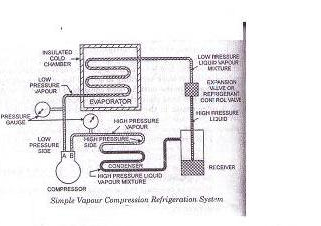 INSULATED
COLD
CHAMBER
LOW PRESSURE
LIQUID VAPOUR
MIXTURE
LOW
PRESSURE
VAPOUR
EXPANSION
VALVE OR
REFRIGERANT
CONTROL VALVE
EVAPORATOR
PRESSURE
GAUGE
HIGH PRESSURE
LIQUID
HIGH PRESSURE
VAPOUR
LOW
PRESSURE
SIDE
HIGH PRESSURE
SIDE
A B
CONDENSER
RECEIVER
HIGH PRESSURE LIQUID
VAPOUR MIXTURE
COMPRESSOR
Simple Vapour Compression Refrigeration System